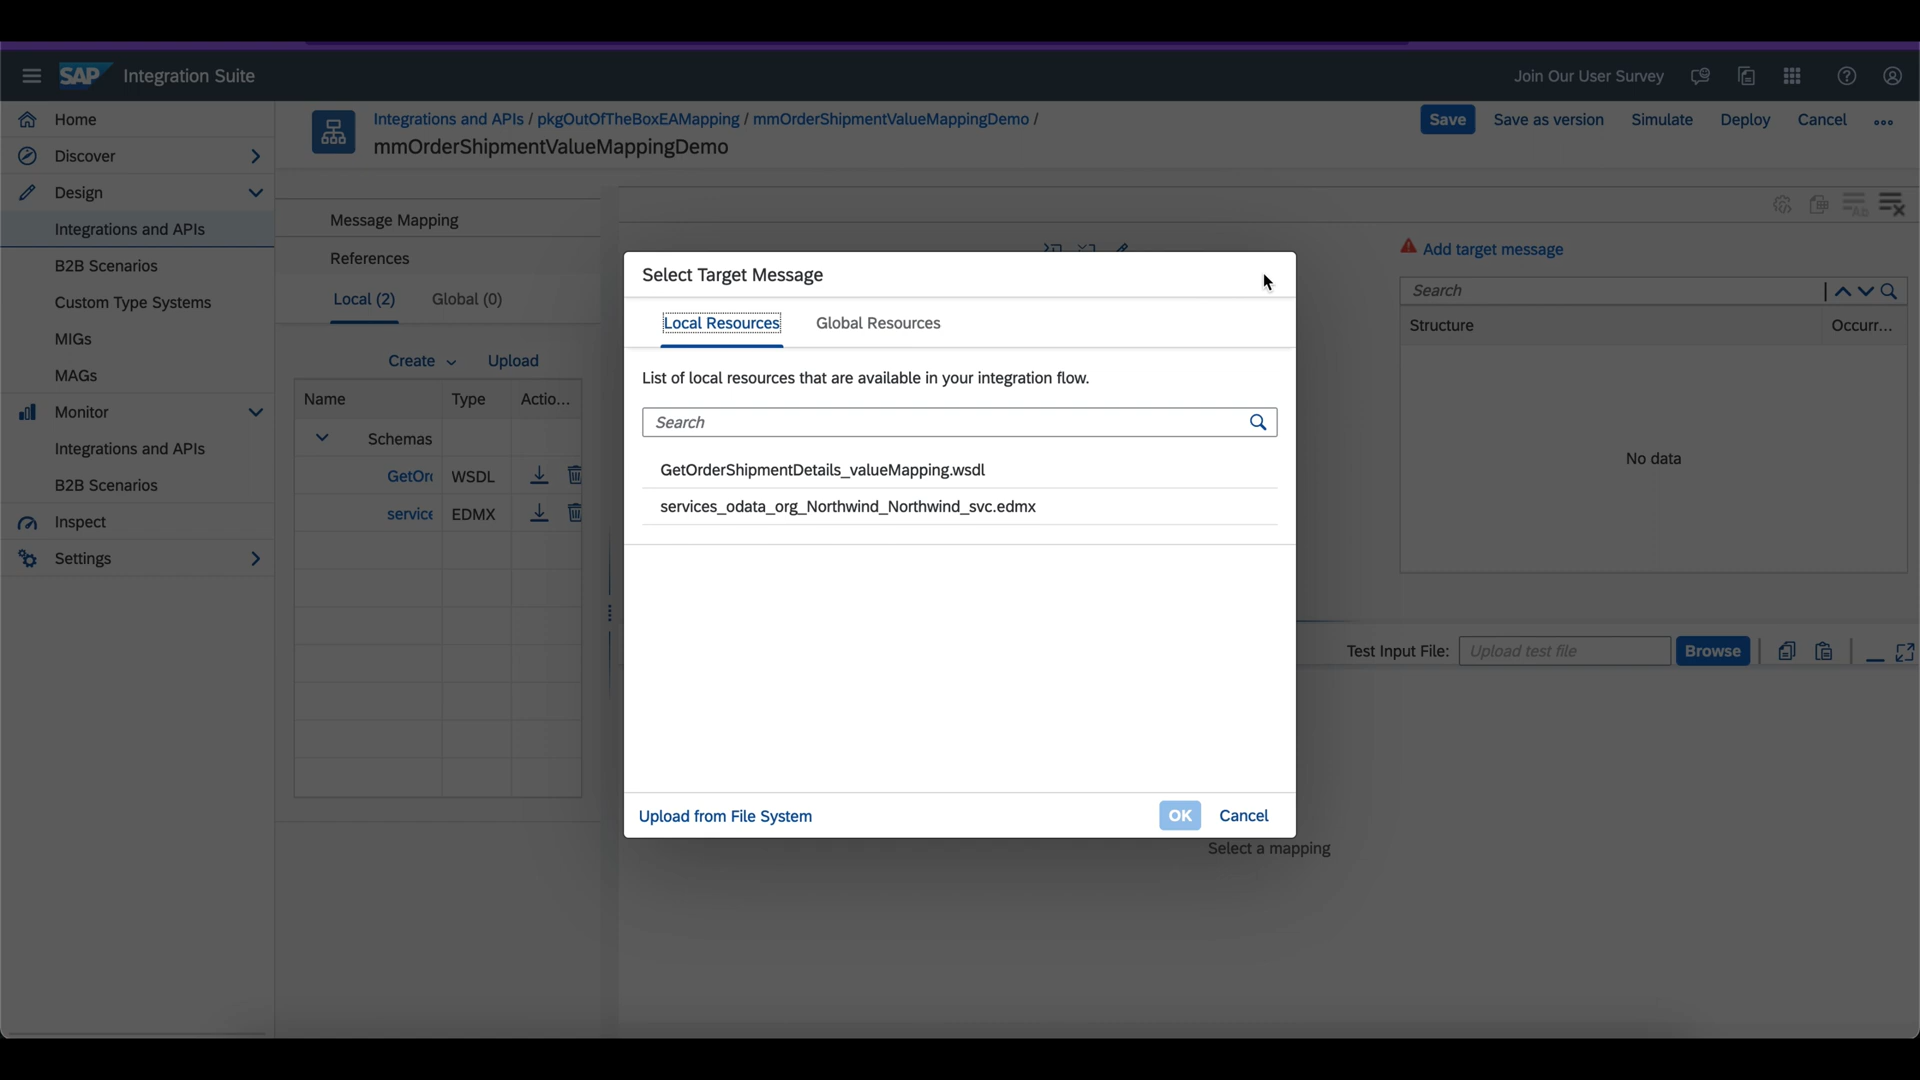 SAP Integration Suite
Join Our User Survey
Home
Discover
Design
Integrations and APIs
B2B Scenarios
Custom Type Systems
MIGs
MAGs
Monitor
Integrations and APIs
B2B Scenarios
Inspect
Settings
Integrations and APIs / pkgOutOfTheBoxEAMapping / mmOrderShipmentValueMappingDemo /
mmOrderShipmentValueMappingDemo
Save Save as version Simulate Deploy Cancel
Message Mapping
References
Local (2) Global (0)
Create Upload
Name Type Actio...
Schemas
GetOr WSDL
service EDMX
Select Target Message
Local Resources Global Resources
List of local resources that are available in your integration flow.
Search
GetOrderShipmentDetails_valueMapping.wsdl
services_odata_org_Northwind_Northwind_svc.edmx
Upload from File System OK Cancel
Add target message
Search
Structure Occurr...
No data
Test Input File: Upload test file Browse
Select a mapping